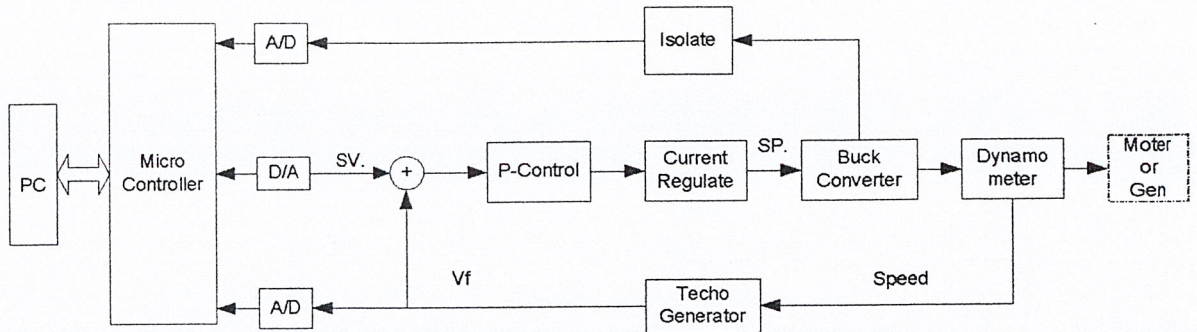 A/D
Isolate
PC
Micro
Controller
D/A
SV.
+
P-Control
Current
Regulate
SP.
Buck
Converter
Dynamo
meter
Moter
or
Gen
A/D
Vf
Techo
Generator
Speed